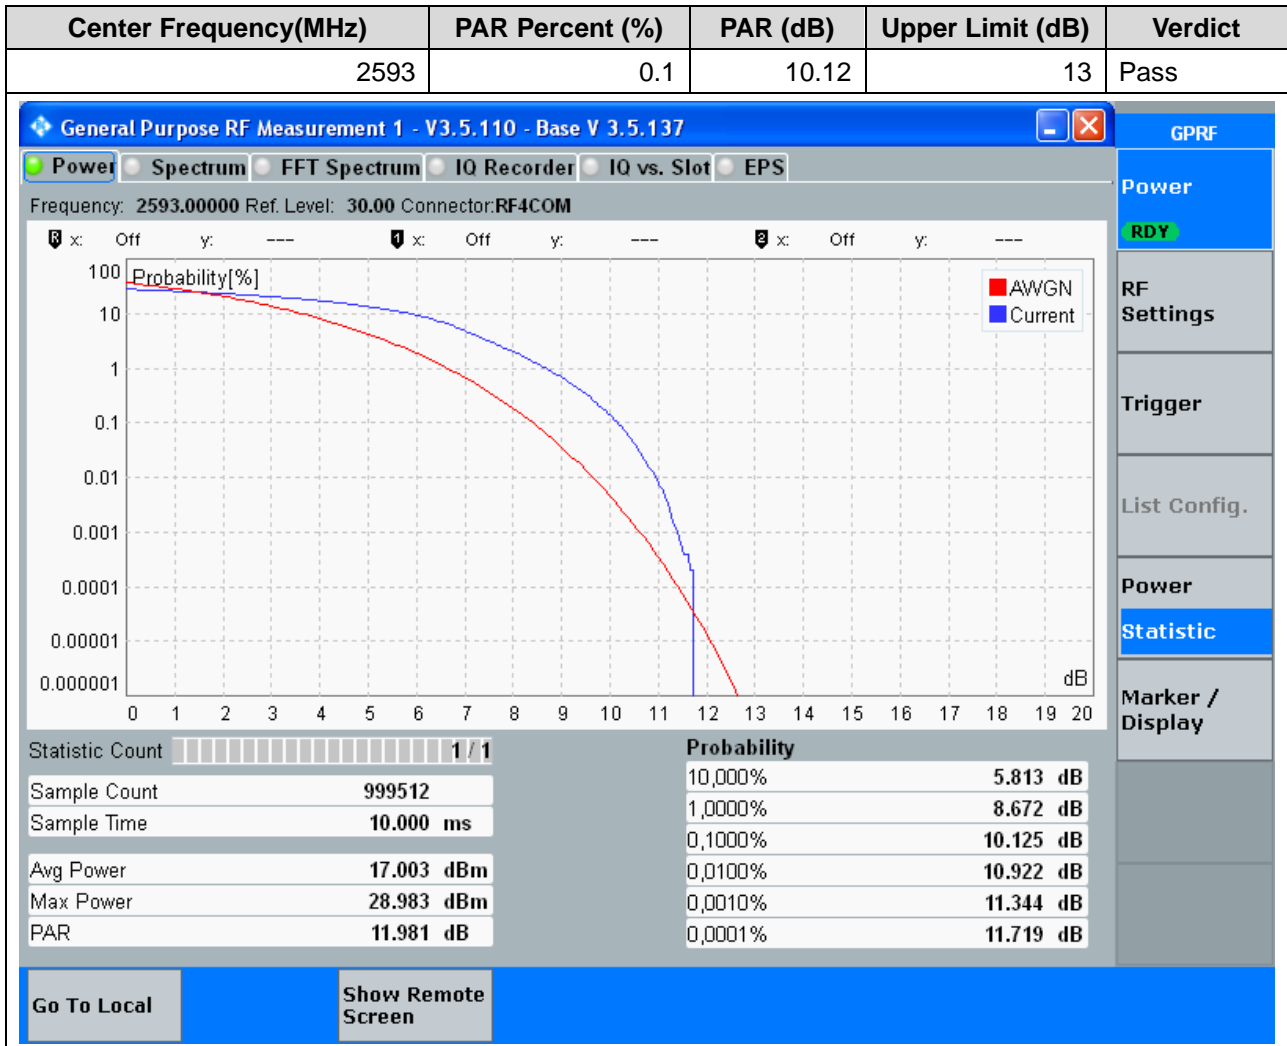 Center Frequency(MHz) PAR Percent (%) PAR (dB) Upper Limit (dB) Verdict
2593 0.1 10.12 13 Pass
General Purpose RF Measurement 1 - V3.5.110 - Base V 3.5.137
GPRF
Power Spectrum FFT Spectrum IQ Recorder IQ vs. Slot EPS
Frequency: 2593.00000 Ref. Level: 30.00 Connector:RF4COM
R x: Off y: --- 1 x: Off y: --- 2 x: Off y: ---
Probability[%]
100
10
1
0.1
0.01
0.001
0.0001
0.00001
0.000001
AWGN
Current
dB
0 1 2 3 4 5 6 7 8 9 10 11 12 13 14 15 16 17 18 19 20
Statistic Count 1 / 1
Sample Count 999512
Sample Time 10.000 ms
Avg Power 17.003 dBm
Max Power 28.983 dBm
PAR 11.981 dB
Probability
10,000% 5.813 dB
1,0000% 8.672 dB
0,1000% 10.125 dB
0,0100% 10.922 dB
0,0010% 11.344 dB
0,0001% 11.719 dB
Power
RDY
RF
Settings
Trigger
List Config.
Power
Statistic
Marker /
Display
Go To Local
Show Remote
Screen